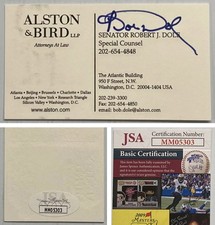 ALSTON
& BIRD LLP
Attorneys At Law
Atlanta • Beijing • Brussels • Charlotte • Dallas
Los Angeles • New York • Research Triangle
Silicon Valley • Washington, D.C.
www.alston.com
Bob Dole
SENATOR ROBERT J. DOLE
Special Counsel
202-654-4848
The Atlantic Building
950 F Street, N.W.
Washington, D.C. 20004-1404 USA
202-239-3300
Fax 202-654-4850
email: bob.dole@alston.com
MM05303
JSA
Certification Number:
MM05303
Basic Certification